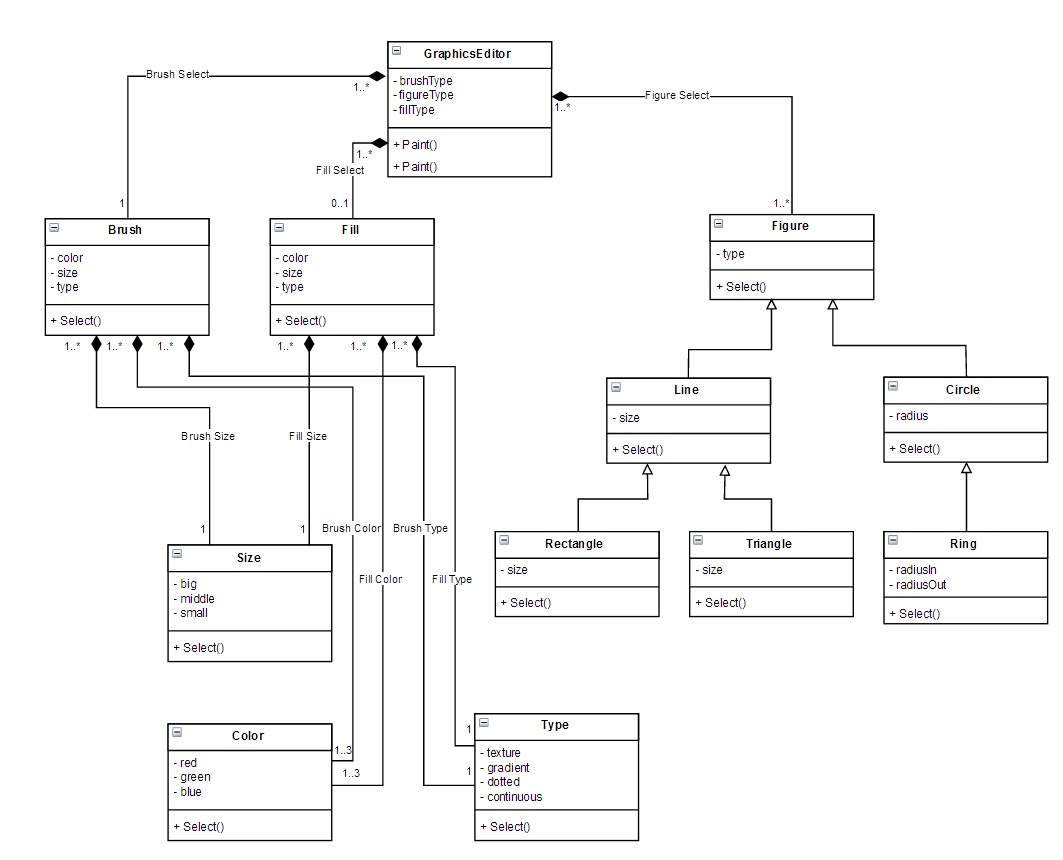 GraphicsEditor
- brushType
- figureType
- fillType
+ Paint()
+ Paint()
Brush Select
1..*
1
Fill Select
1..*
0..1
Figure Select
1..*
1..*
Brush
- color
- size
- type
+ Select()
Fill
- color
- size
- type
+ Select()
Figure
- type
+ Select()
1..*
1..*
1..*
1..*
1..*
1..*
Line
- size
+ Select()
Circle
- radius
+ Select()
Brush Size
Fill Size
1
1
Brush Color
Brush Type
Rectangle
- size
+ Select()
Triangle
- size
+ Select()
Ring
- radiusIn
- radiusOut
+ Select()
Size
- big
- middle
- small
+ Select()
Fill Color
Fill Type
Color
- red
- green
- blue
+ Select()
1..3
1..3
1
1
Type
- texture
- gradient
- dotted
- continuous
+ Select()